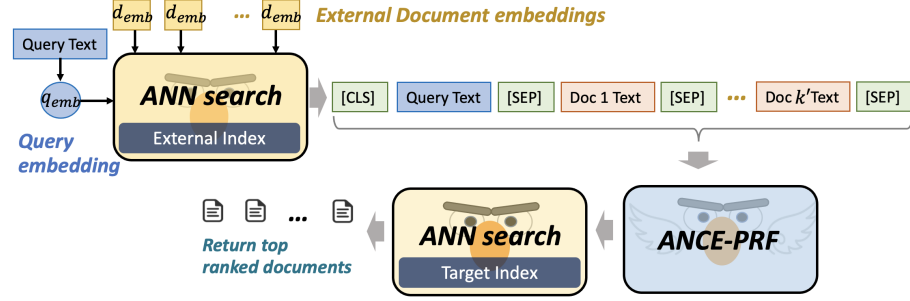 d_emb d_emb ... d_emb External Document embeddings
Query Text
q_emb
ANN search
External Index
Query
embedding
[CLS] Query Text [SEP] Doc 1 Text [SEP] ... Doc k′Text [SEP]
...
Return top
ranked documents
ANN search
Target Index
ANCE-PRF